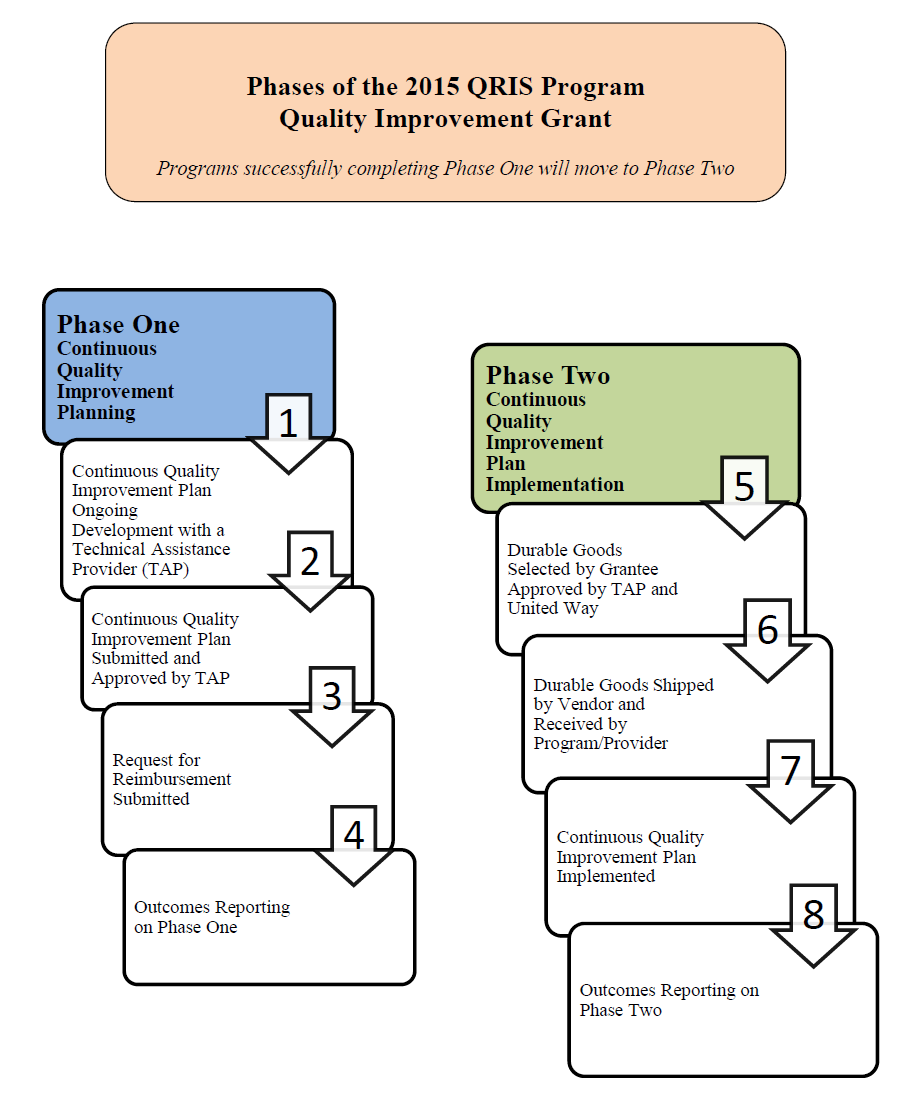 Phases of the 2015 QRIS Program
Quality Improvement Grant
Programs successfully completing Phase One will move to Phase Two
Phase One
Continuous
Quality
Improvement
Planning
1
Continuous Quality
Improvement Plan
Ongoing
Development with a
Technical Assistance
Provider (TAP)
2
Continuous Quality
Improvement Plan
Submitted and
Approved by TAP
3
Request for
Reimbursement
Submitted
4
Outcomes Reporting
on Phase One
Phase Two
Continuous
Quality
Improvement
Plan
Implementation
5
Durable Goods
Selected by Grantee
Approved by TAP and
United Way
6
Durable Goods Shipped
by Vendor and
Received by
Program/Provider
7
Continuous Quality
Improvement Plan
Implemented
8
Outcomes Reporting on
Phase Two